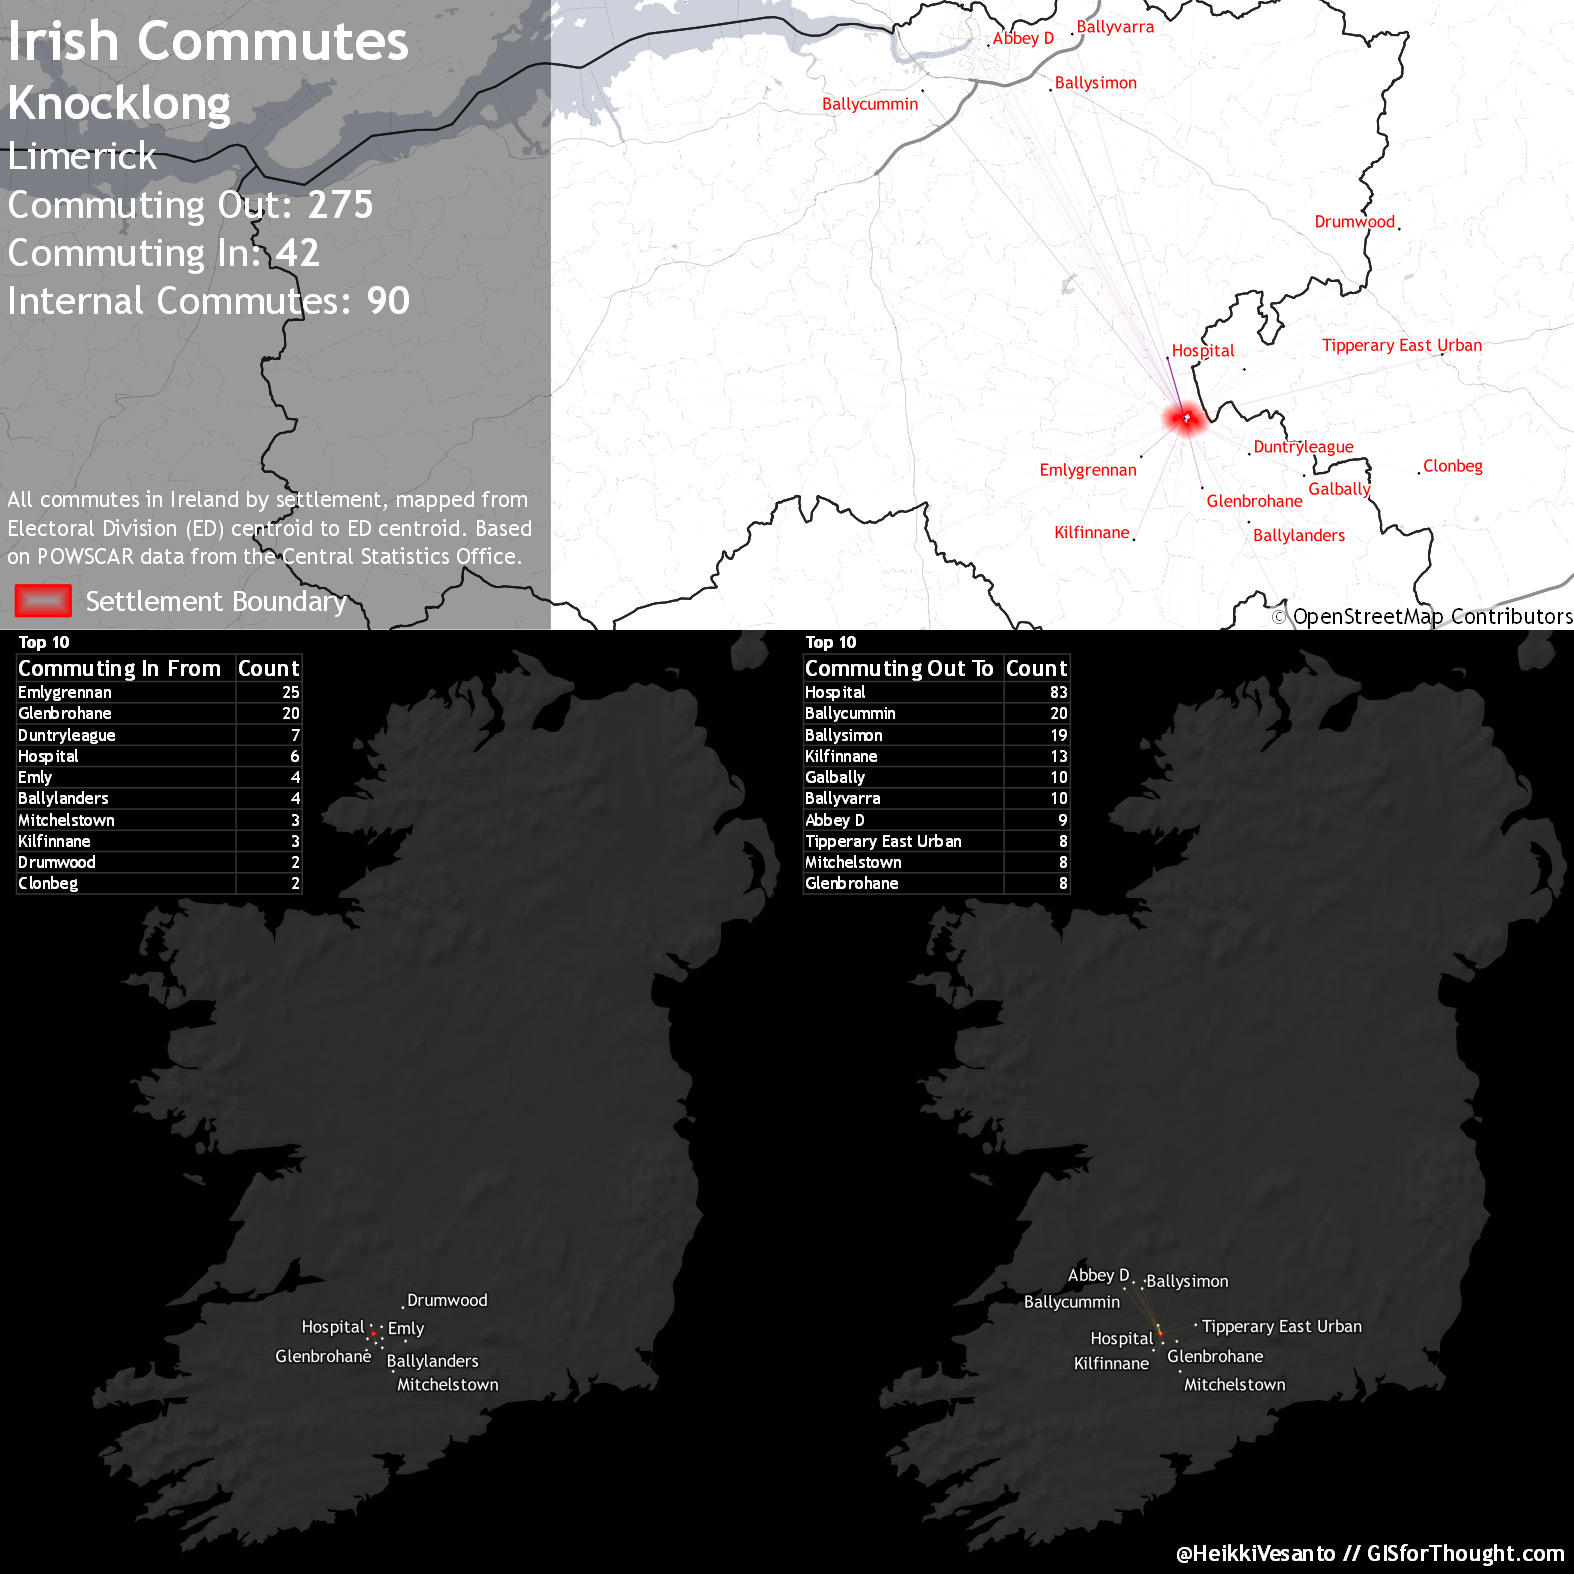 Irish Commutes
Knocklong
Limerick
Commuting Out: 275
Commuting In: 42
Internal Commutes: 90
All commutes in Ireland by settlement, mapped from
Electoral Division (ED) centroid to ED centroid. Based
on POWSCAR data from the Central Statistics Office.
Settlement Boundary
Abbey D
Ballyvarra
Ballysimon
Ballycummin
Drumwood
Hospital
Tipperary East Urban
Duntryleague
Emlygrennan
Clonbeg
Galbally
Glenbrohane
Kilfinnane
Ballylanders
© OpenStreetMap Contributors
Top 10
Commuting In From Count
Emlygrennan 25
Glenbrohane 20
Duntryleague 7
Hospital 6
Emly 4
Ballylanders 4
Mitchelstown 3
Kilfinnane 3
Drumwood 2
Clonbeg 2
Top 10
Commuting Out To Count
Hospital 83
Ballycummin 20
Ballysimon 19
Kilfinnane 13
Galbally 10
Ballyvarra 10
Abbey D 9
Tipperary East Urban 8
Mitchelstown 8
Glenbrohane 8
Drumwood
Hospital
Emly
Glenbrohane
Ballylanders
Mitchelstown
Abbey D
Ballysimon
Ballycummin
Tipperary East Urban
Hospital
Glenbrohane
Kilfinnane
Mitchelstown
@HeikkiVesanto // GISforThought.com